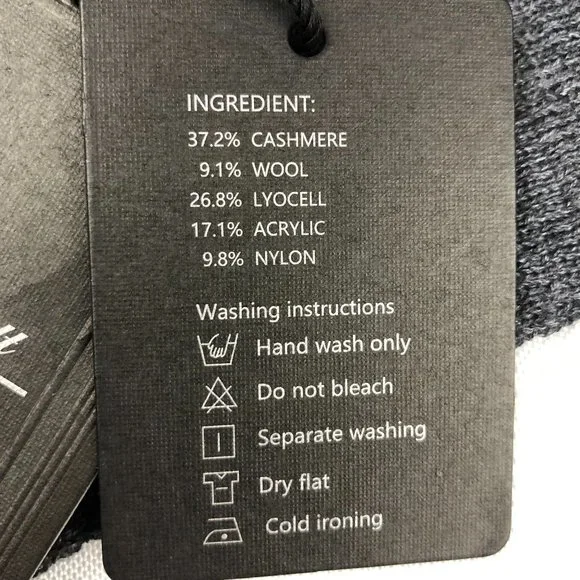 INGREDIENT:
37.2% CASHMERE
9.1% WOOL
26.8% LYOCELL
17.1% ACRYLIC
9.8% NYLON
Washing instructions
Hand wash only
Do not bleach
Separate washing
Dry flat
Cold ironing